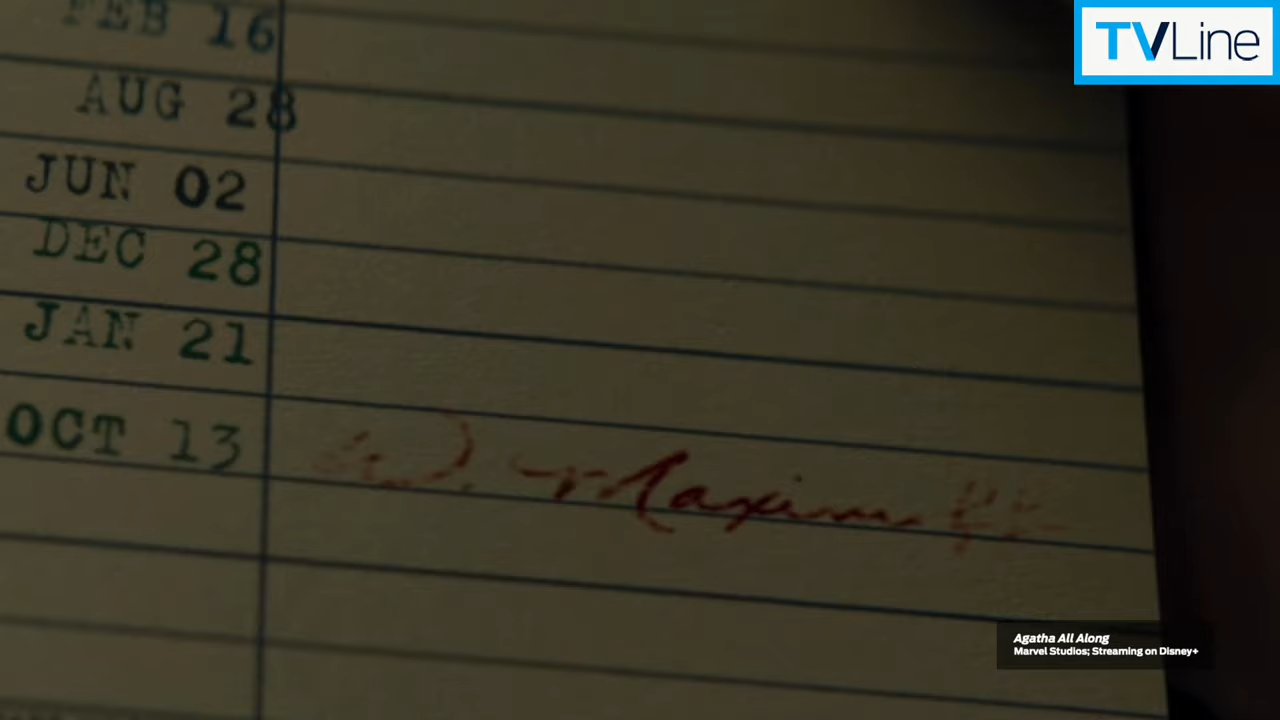 TVLine
FEB 16
AUG 28
JUN 02
DEC 28
JAN 21
OCT 13 W. Maximoff
Agatha All Along
Marvel Studios; Streaming on Disney+